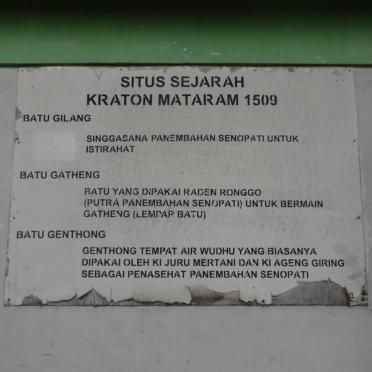 SITUS SEJARAH
KRATON MATARAM 1509
BATU GILANG
SINGGASANA PANEMBAHAN SENOPATI UNTUK
ISTIRAHAT
BATU GATHENG
BATU YANG DIPAKAI RADEN RONGGO
(PUTRA PANEMBAHAN SENOPATI) UNTUK BERMAIN
GATHENG (LEMPAP BATU)
BATU GENTHONG
GENTHONG TEMPAT AIR WUDHU YANG BIASANYA
DIPAKAI OLEH KI JURU MERTANI DAN KI AGENG GIRING
SEBAGAI PENASEHAT PANEMBAHAN SENOPATI